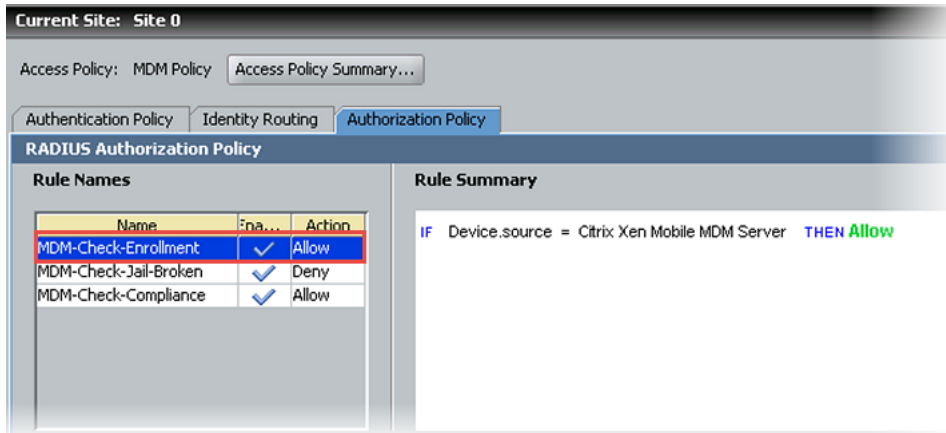 Current Site: Site 0
Access Policy: MDM Policy Access Policy Summary...
Authentication Policy Identity Routing Authorization Policy
RADIUS Authorization Policy
Rule Names Rule Summary
Name Ena... Action
IF Device.source = Citrix Xen Mobile MDM Server THEN Allow
MDM-Check-Enrollment Allow
MDM-Check-Jail-Broken Deny
MDM-Check-Compliance Allow